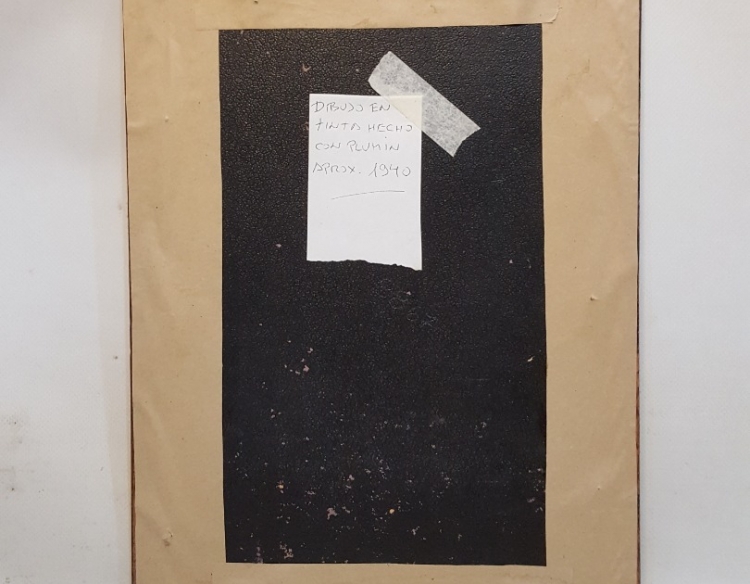 DIBUJO EN
TINTA HECHO
CON PLUMIN
APROX. 1940